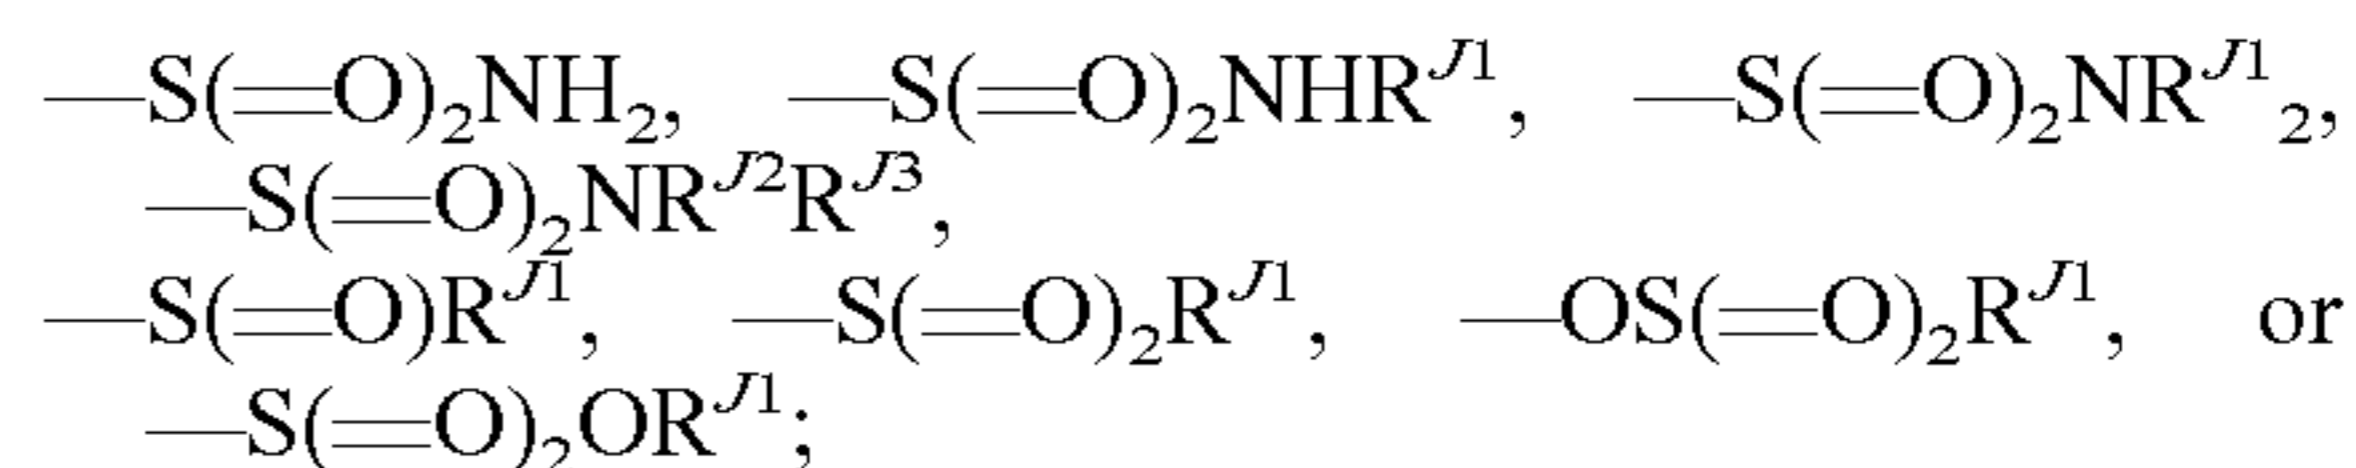 —S(═O)₂NH₂, —S(═O)₂NHRᴶ¹, —S(═O)₂NRᴶ¹₂,
—S(═O)₂NRᴶ²Rᴶ³,
—S(═O)Rᴶ¹, —S(═O)₂Rᴶ¹, —OS(═O)₂Rᴶ¹, or
—S(═O)₂ORᴶ¹;